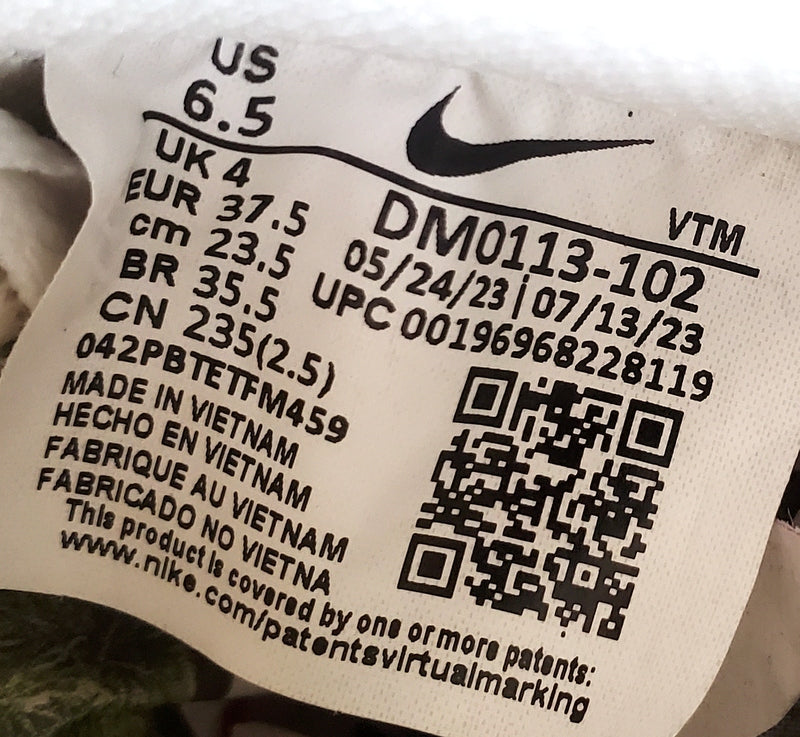 US
6.5
UK 4
EUR 37.5
cm 23.5
BR 35.5
CN 235(2.5)
042PBTETFM459
MADE IN VIETNAM
HECHO EN VIETNAM
FABRIQUE AU VIETNAM
FABRICADO NO VIETNA
VTM
DM0113-102
05/24/23 | 07/13/23
UPC 00196968228119
This product is covered by one or more patents:
www.nike.com/patentsvirtualmarking